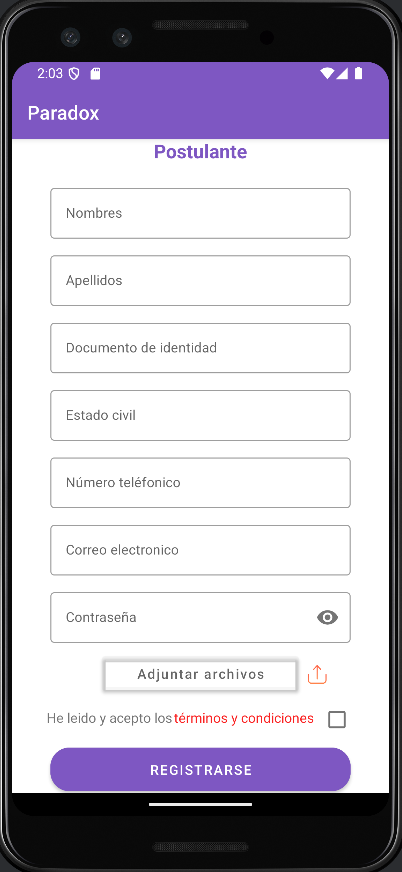 2:03
Paradox
Postulante
Nombres
Apellidos
Documento de identidad
Estado civil
Número teléfonico
Correo electronico
Contraseña
Adjuntar archivos
He leido y acepto los términos y condiciones
REGISTRARSE